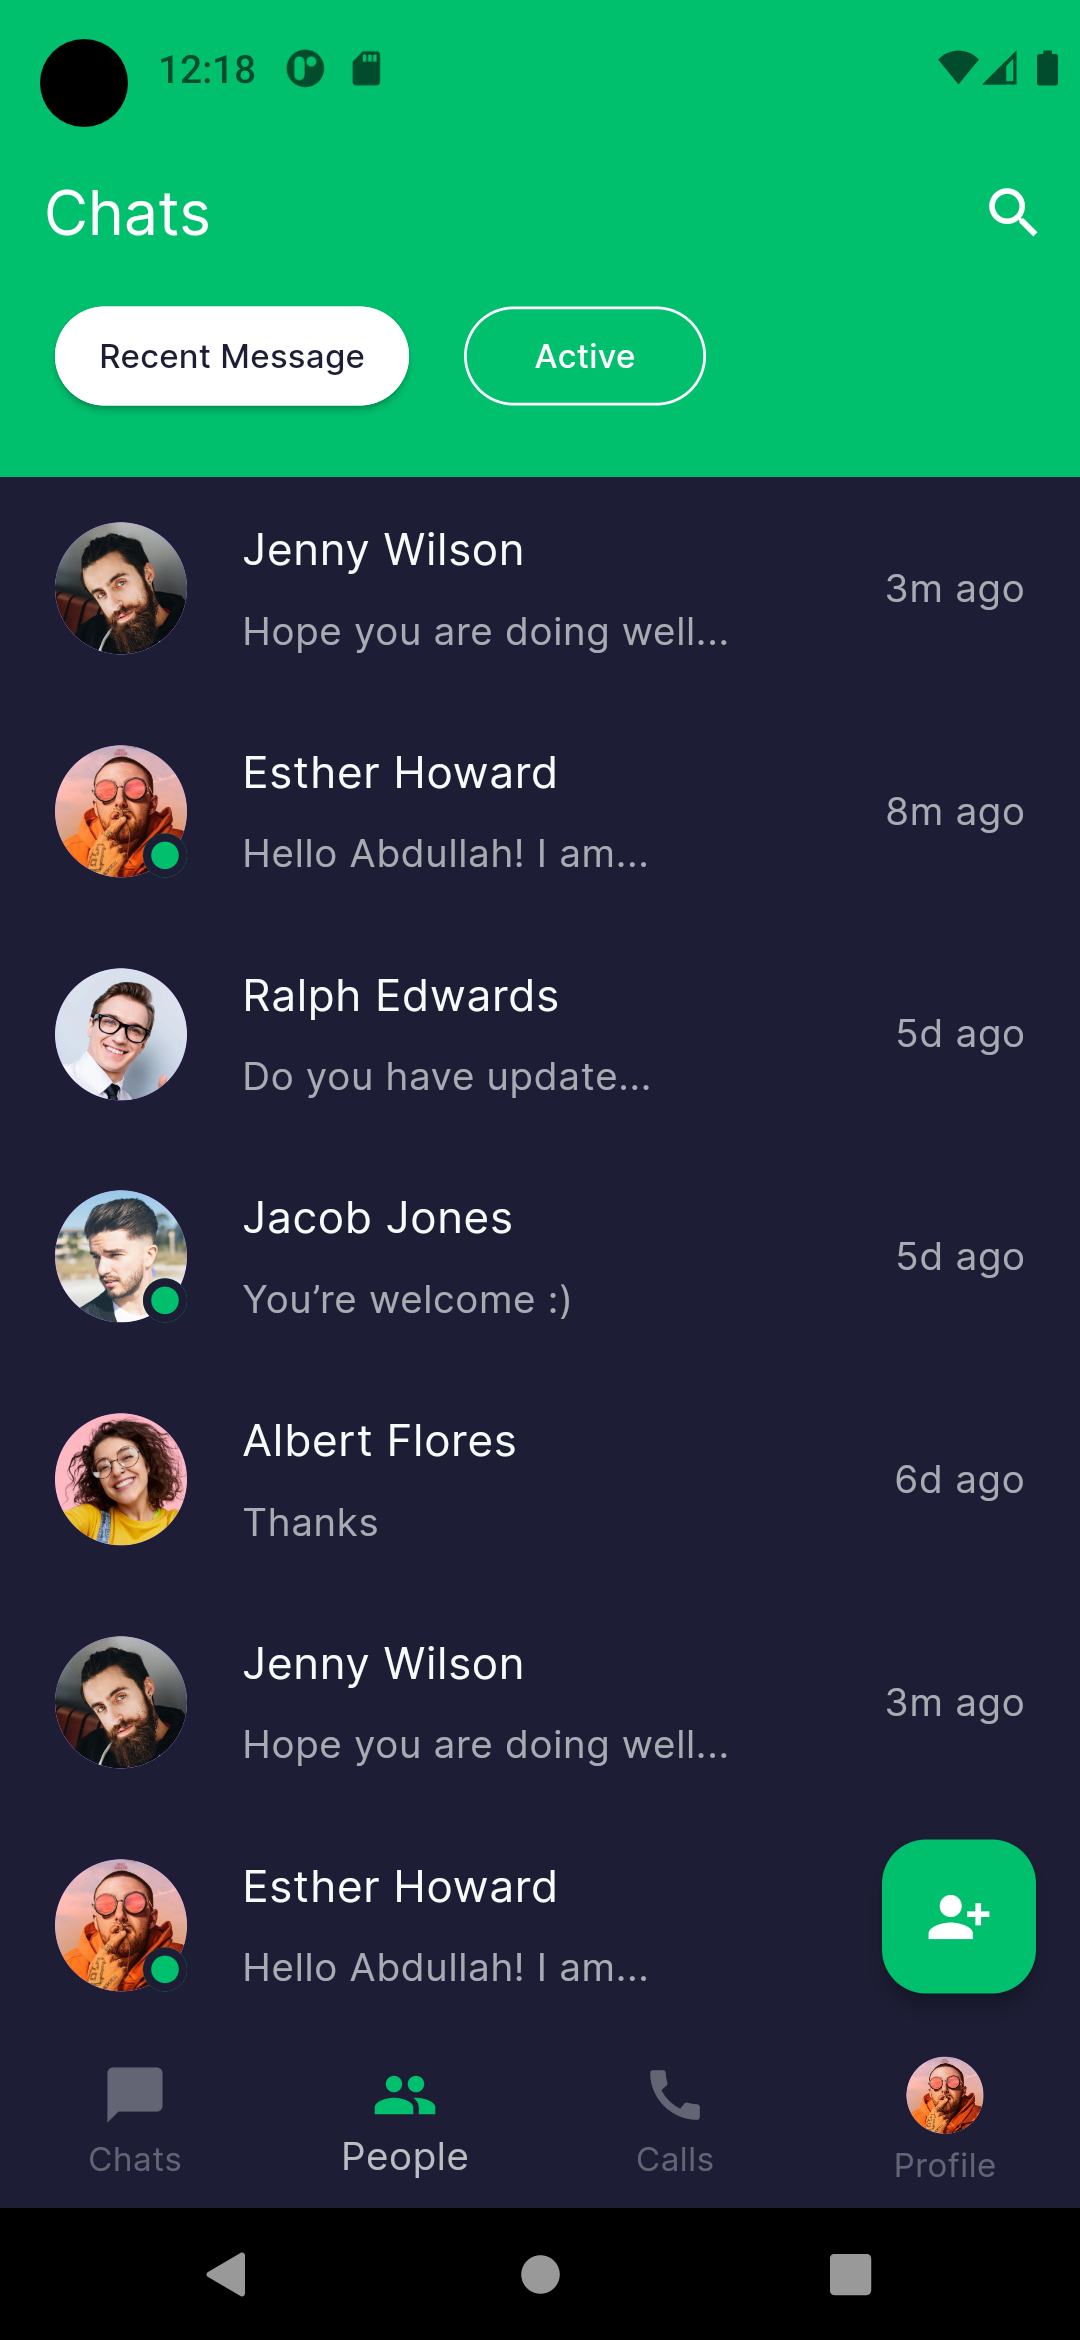 12:18
Chats
Recent Message
Active
Jenny Wilson
Hope you are doing well...
3m ago
Esther Howard
Hello Abdullah! I am...
8m ago
Ralph Edwards
Do you have update...
5d ago
Jacob Jones
You’re welcome :)
5d ago
Albert Flores
Thanks
6d ago
Jenny Wilson
Hope you are doing well...
3m ago
Esther Howard
Hello Abdullah! I am...
Chats
People
Calls
Profile